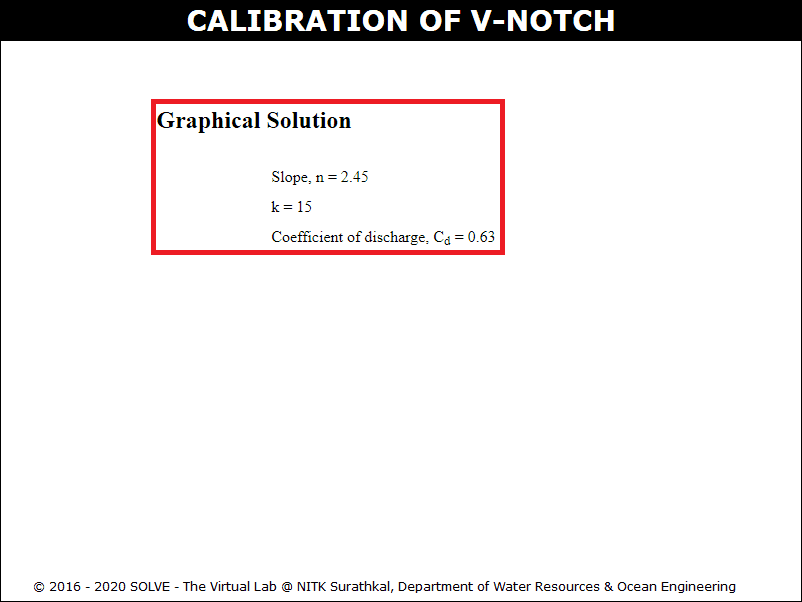 CALIBRATION OF V-NOTCH
Graphical Solution
Slope, n = 2.45
k = 15
Coefficient of discharge, Cd = 0.63
© 2016 - 2020 SOLVE - The Virtual Lab @ NITK Surathkal, Department of Water Resources & Ocean Engineering